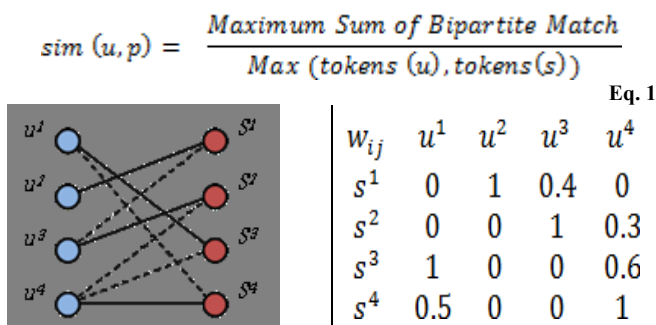 sim (u, p) = Maximum Sum of Bipartite Match
Max (tokens (u), tokens(s))
Eq. 1
u1 S1
u2 S2
u3 S3
u4 S4
wij u1 u2 u3 u4
s1 0 1 0.4 0
s2 0 0 1 0.3
s3 1 0 0 0.6
s4 0.5 0 0 1